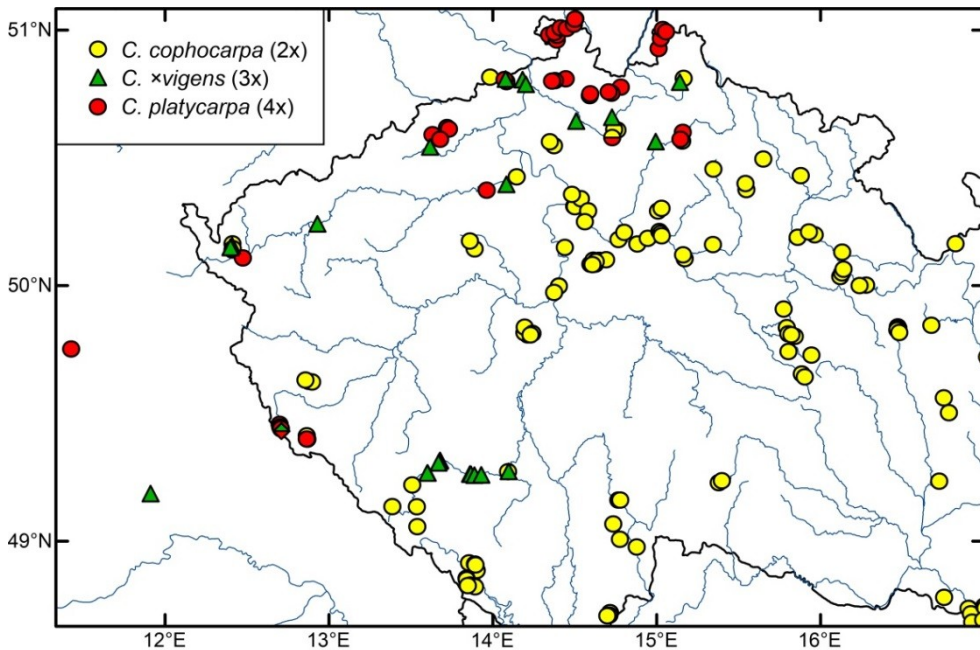 51°N
C. cophocarpa (2x)
C. ×vigens (3x)
C. platycarpa (4x)
50°N
49°N
12°E 13°E 14°E 15°E 16°E